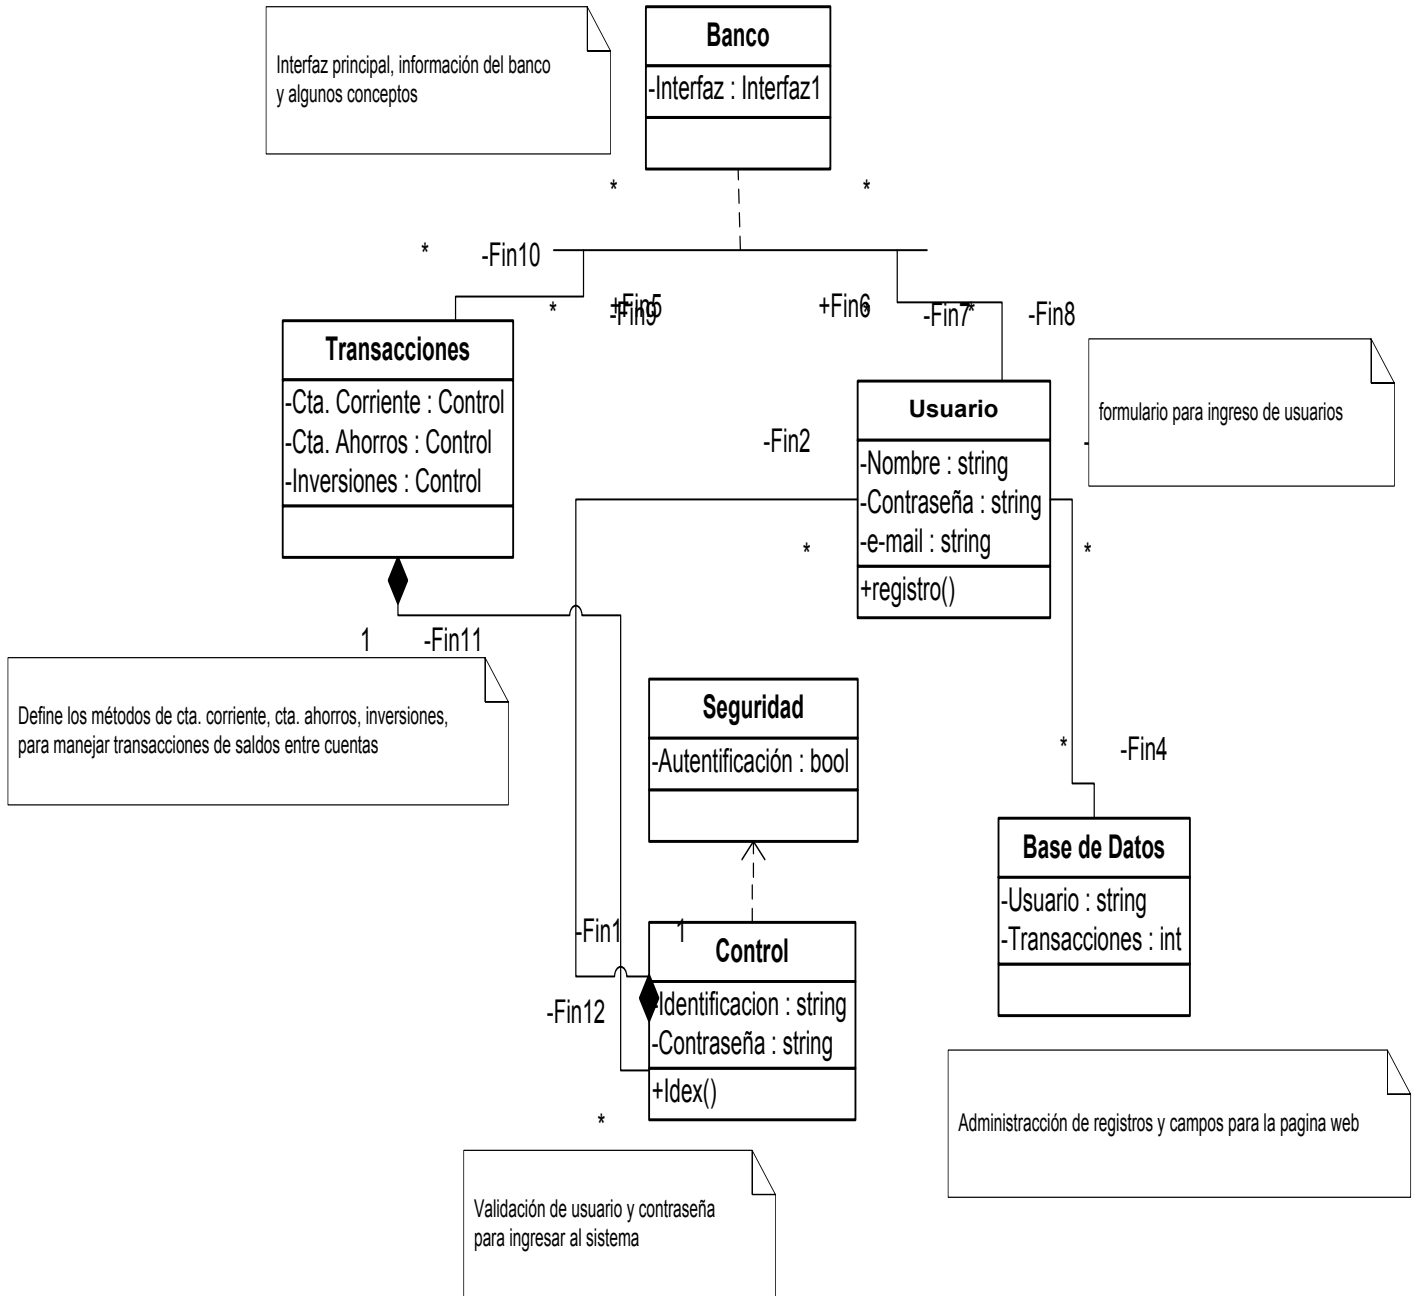 Interfaz principal, información del banco
y algunos conceptos
Banco
-Interfaz : Interfaz1
*
*
*
-Fin10
*
+Fin5
-Fin9
+Fin6
*
-Fin7
*
-Fin8
Transacciones
-Cta. Corriente : Control
-Cta. Ahorros : Control
-Inversiones : Control
Usuario
-Nombre : string
-Contraseña : string
-e-mail : string
+registro()
formulario para ingreso de usuarios
-Fin2
-
*
*
1
-Fin11
Define los métodos de cta. corriente, cta. ahorros, inversiones,
para manejar transacciones de saldos entre cuentas
Seguridad
-Autentificación : bool
*
-Fin4
Base de Datos
-Usuario : string
-Transacciones : int
-Fin1
1
Control
-Identificacion : string
-Contraseña : string
+Idex()
-Fin12
*
Administracción de registros y campos para la pagina web
Validación de usuario y contraseña
para ingresar al sistema